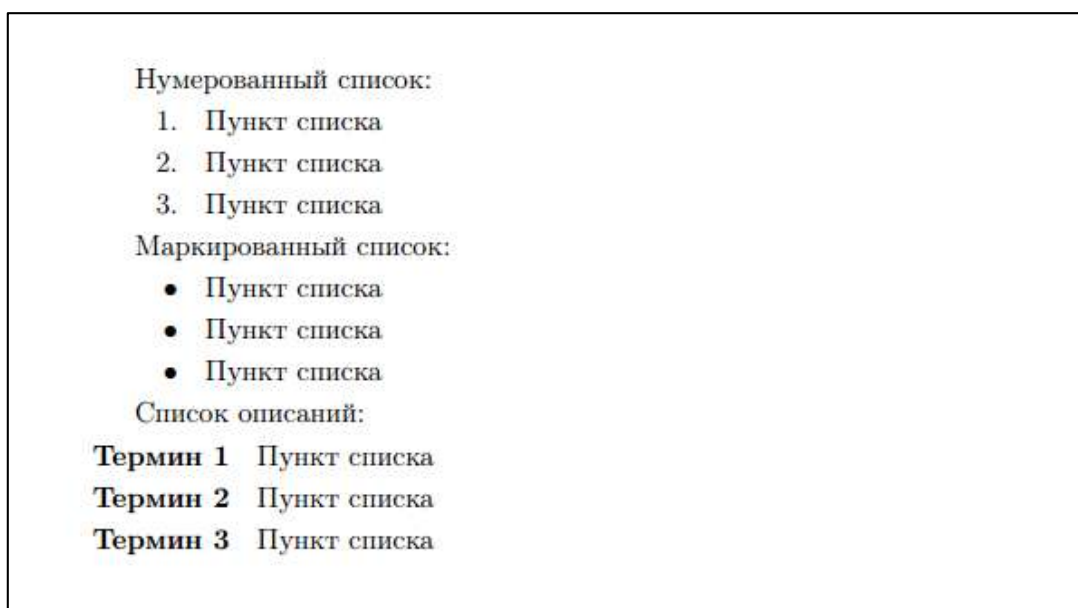 Нумерованный список:
1. Пункт списка
2. Пункт списка
3. Пункт списка
Маркированный список:
• Пункт списка
• Пункт списка
• Пункт списка
Список описаний:
Термин 1 Пункт списка
Термин 2 Пункт списка
Термин 3 Пункт списка